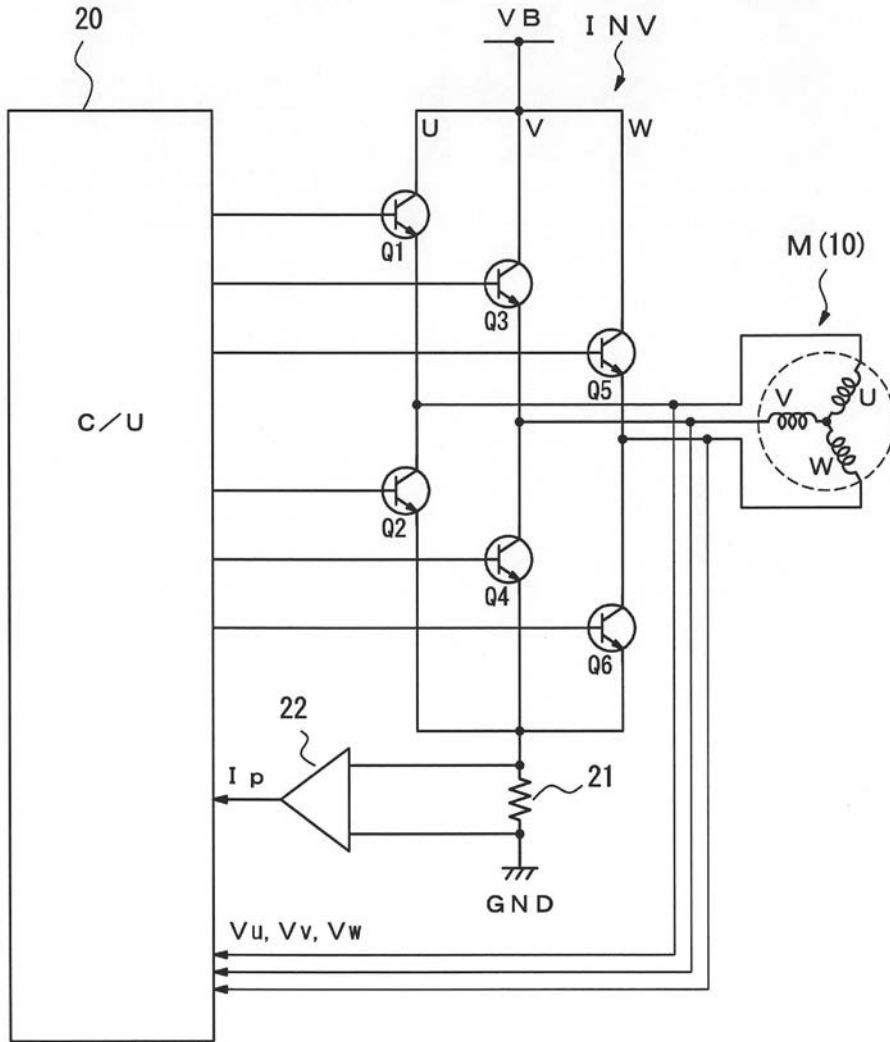 20
VB
INV
U
V
W
Q1
M(10)
Q3
Q5
V
U
C/U
W
Q2
Q4
Q6
22
Ip
21
GND
Vu, Vv, Vw